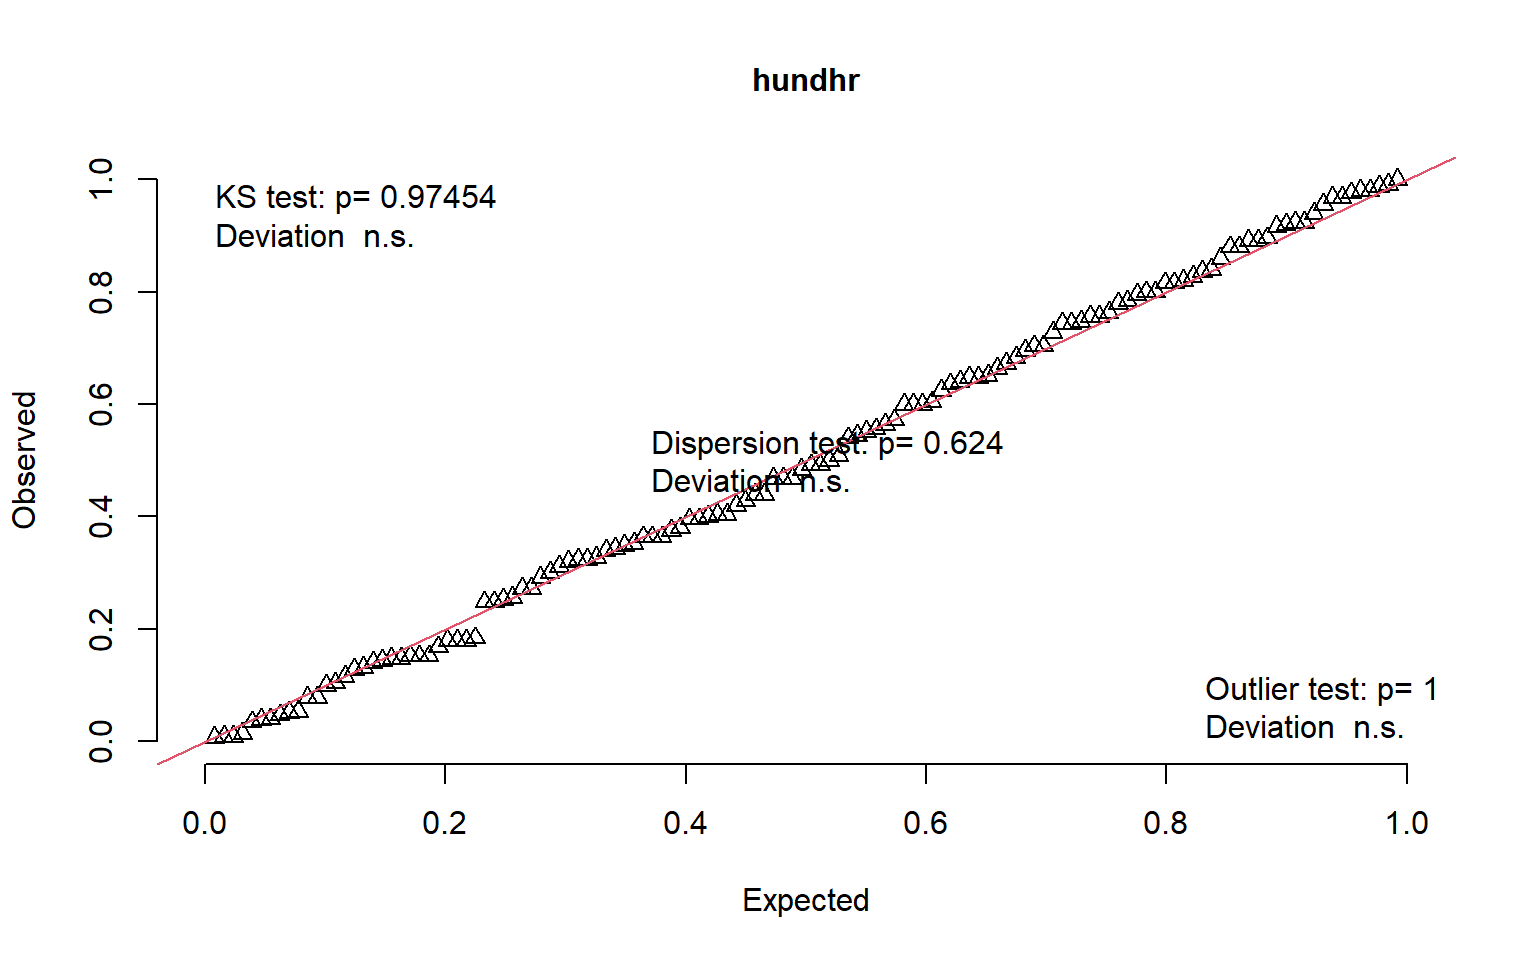 hundhr
KS test: p= 0.97454
Deviation  n.s.
Dispersion test: p= 0.624
Deviation  n.s.
Outlier test: p= 1
Deviation  n.s.
Observed
1.0
0.8
0.6
0.4
0.2
0.0
0.0 0.2 0.4 0.6 0.8 1.0
Expected